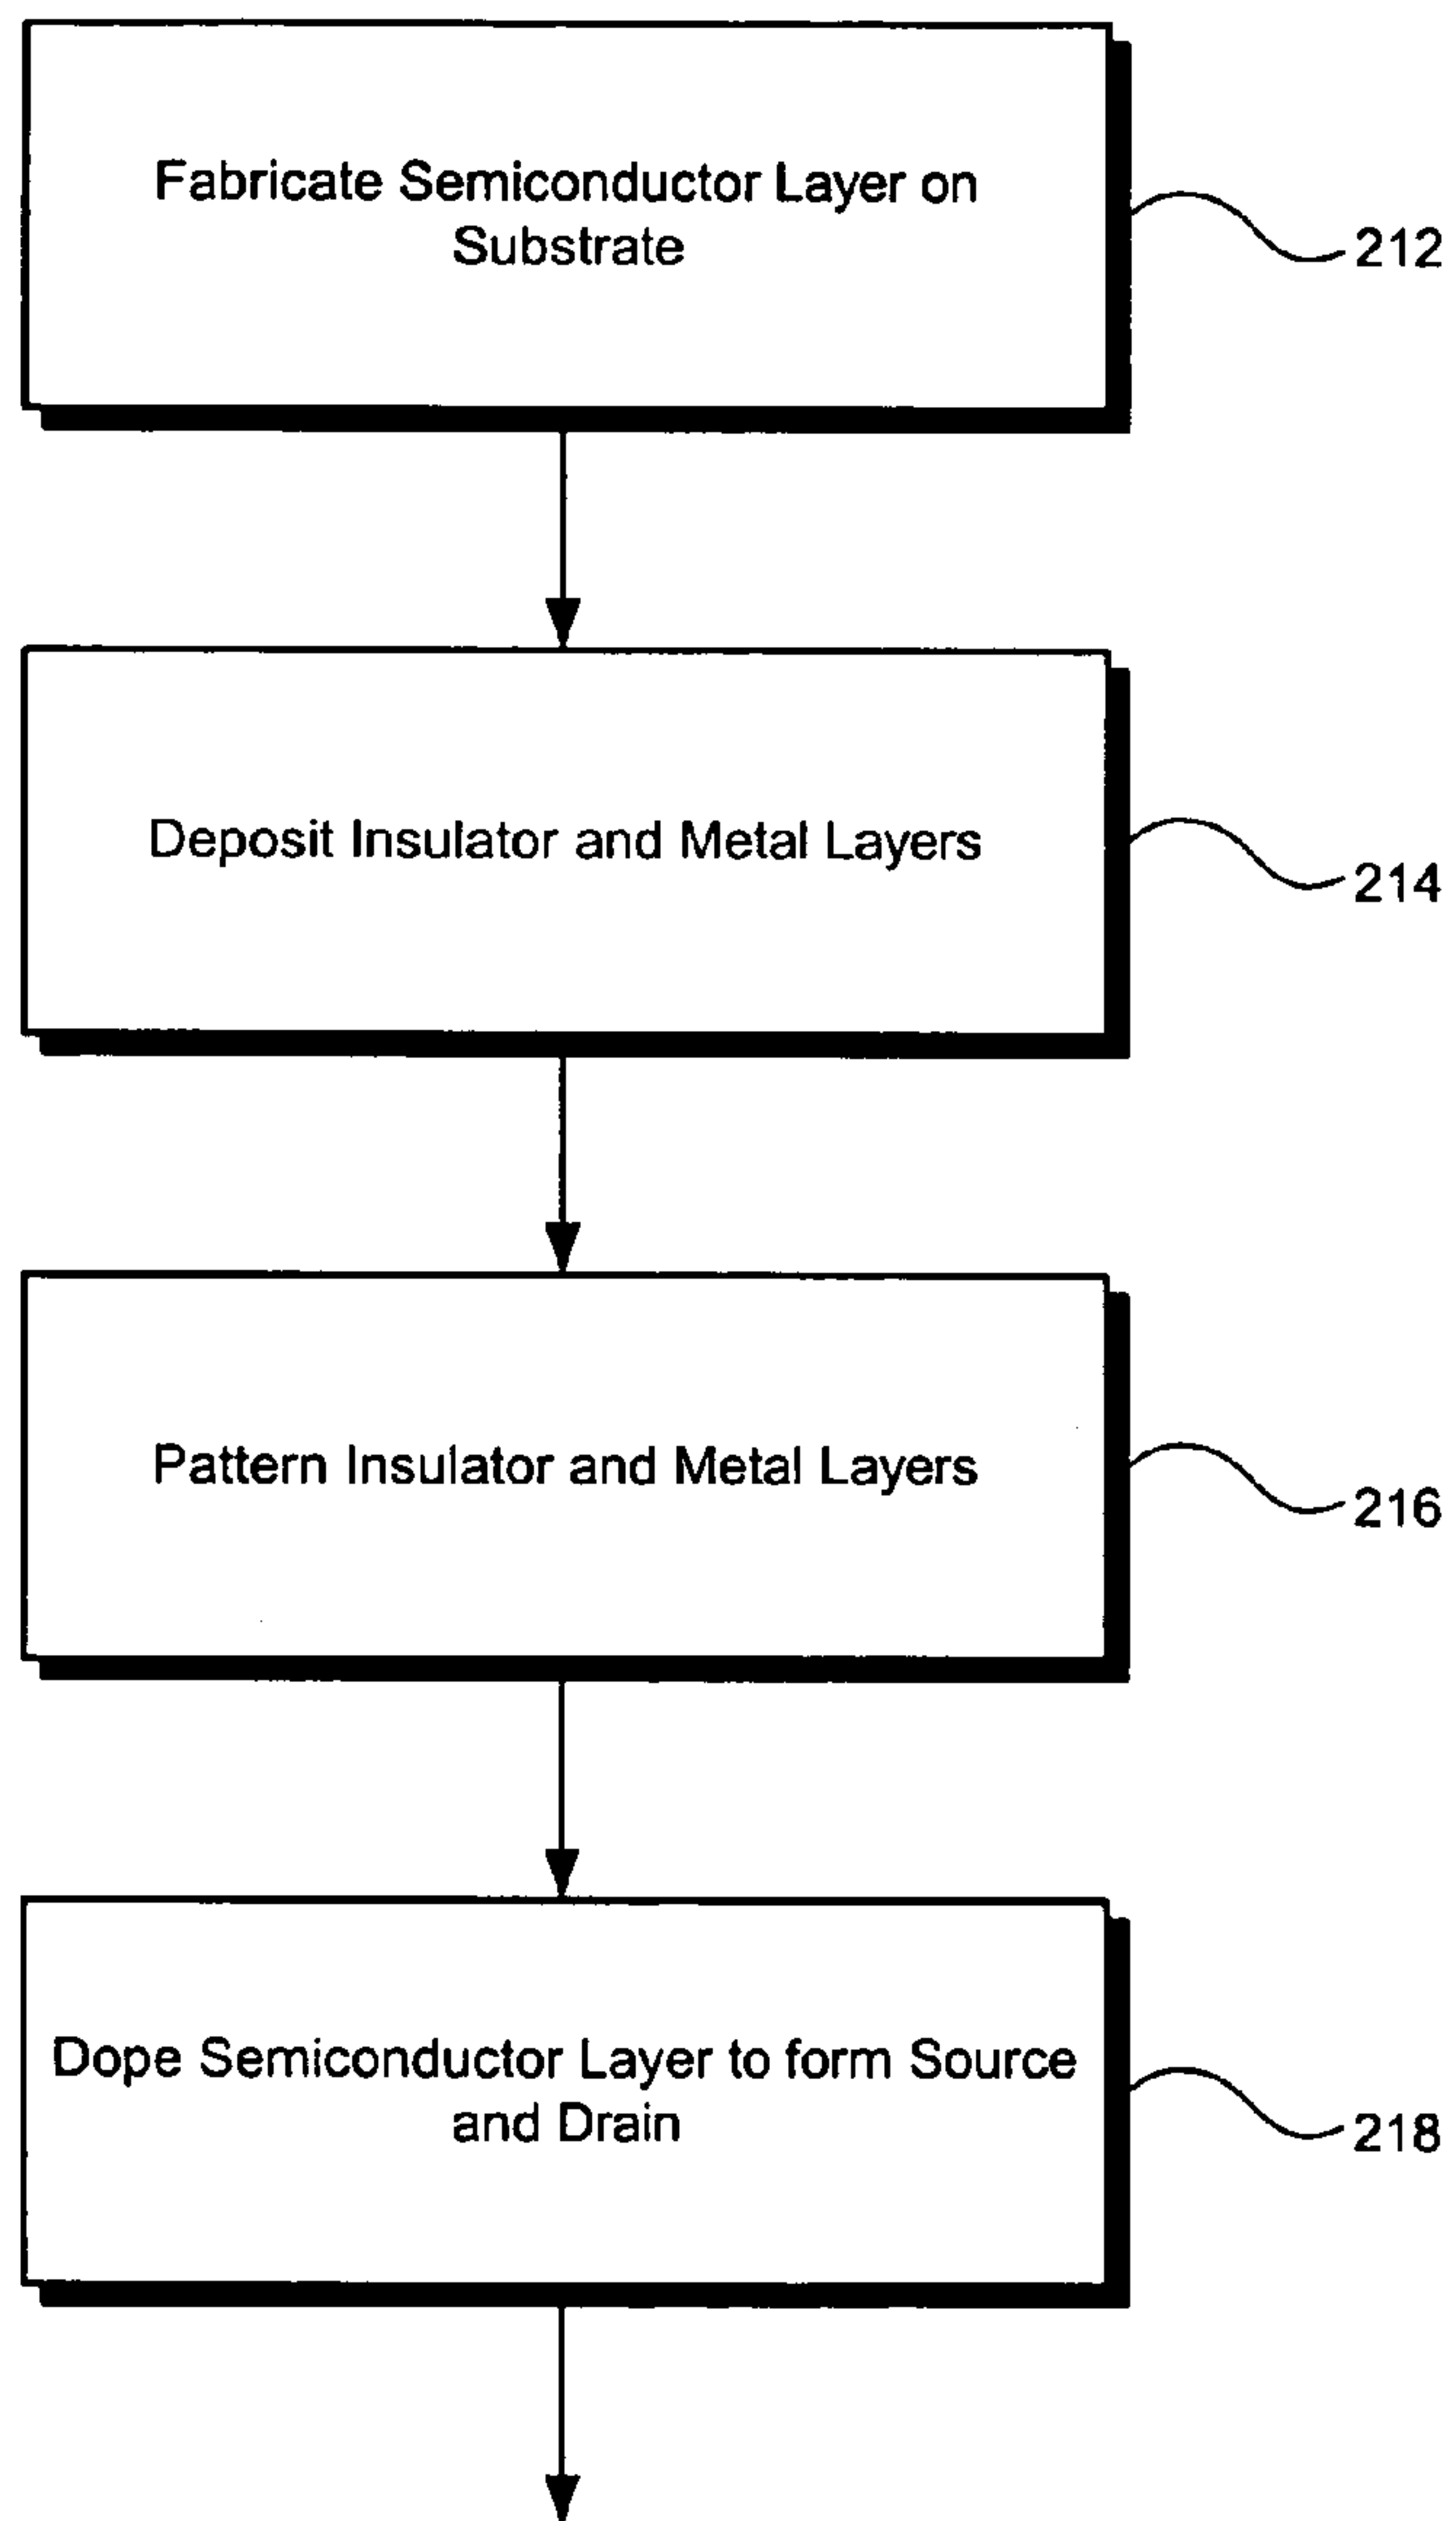 Fabricate Semiconductor Layer on
Substrate
212
Deposit Insulator and Metal Layers
214
Pattern Insulator and Metal Layers
216
Dope Semiconductor Layer to form Source
and Drain
218